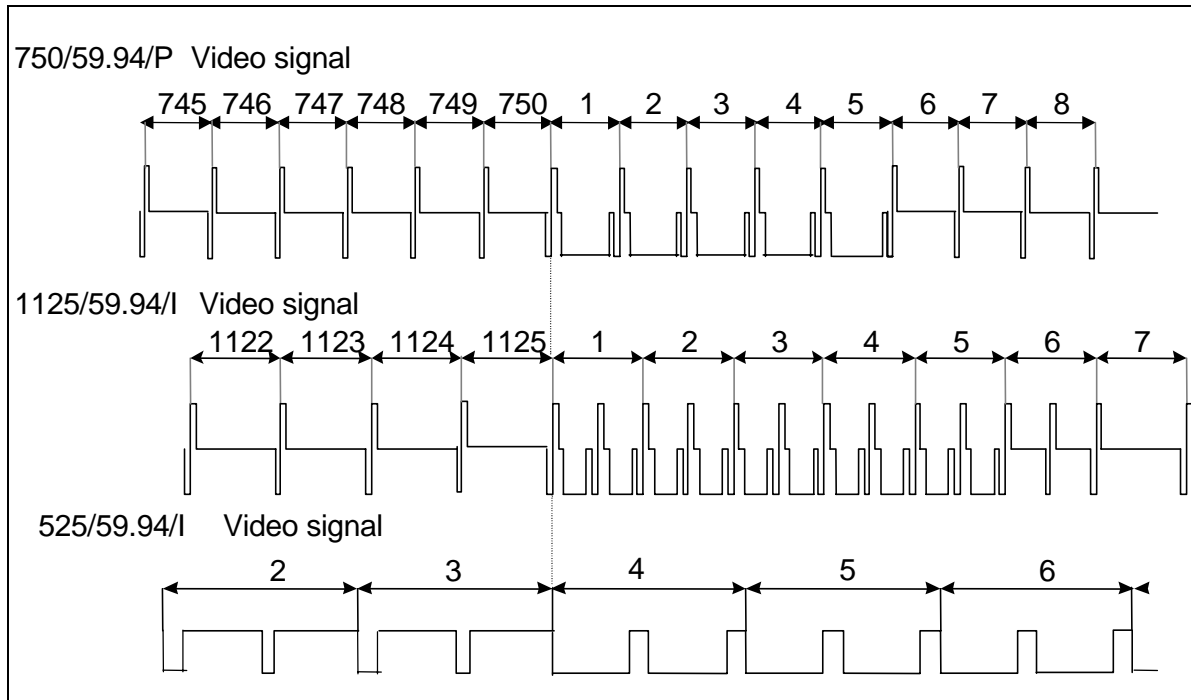 750/59.94/P Video signal
745 746 747 748 749 750 1 2 3 4 5 6 7 8
1125/59.94/I Video signal
1122 1123 1124 1125 1 2 3 4 5 6 7
525/59.94/I Video signal
2 3 4 5 6